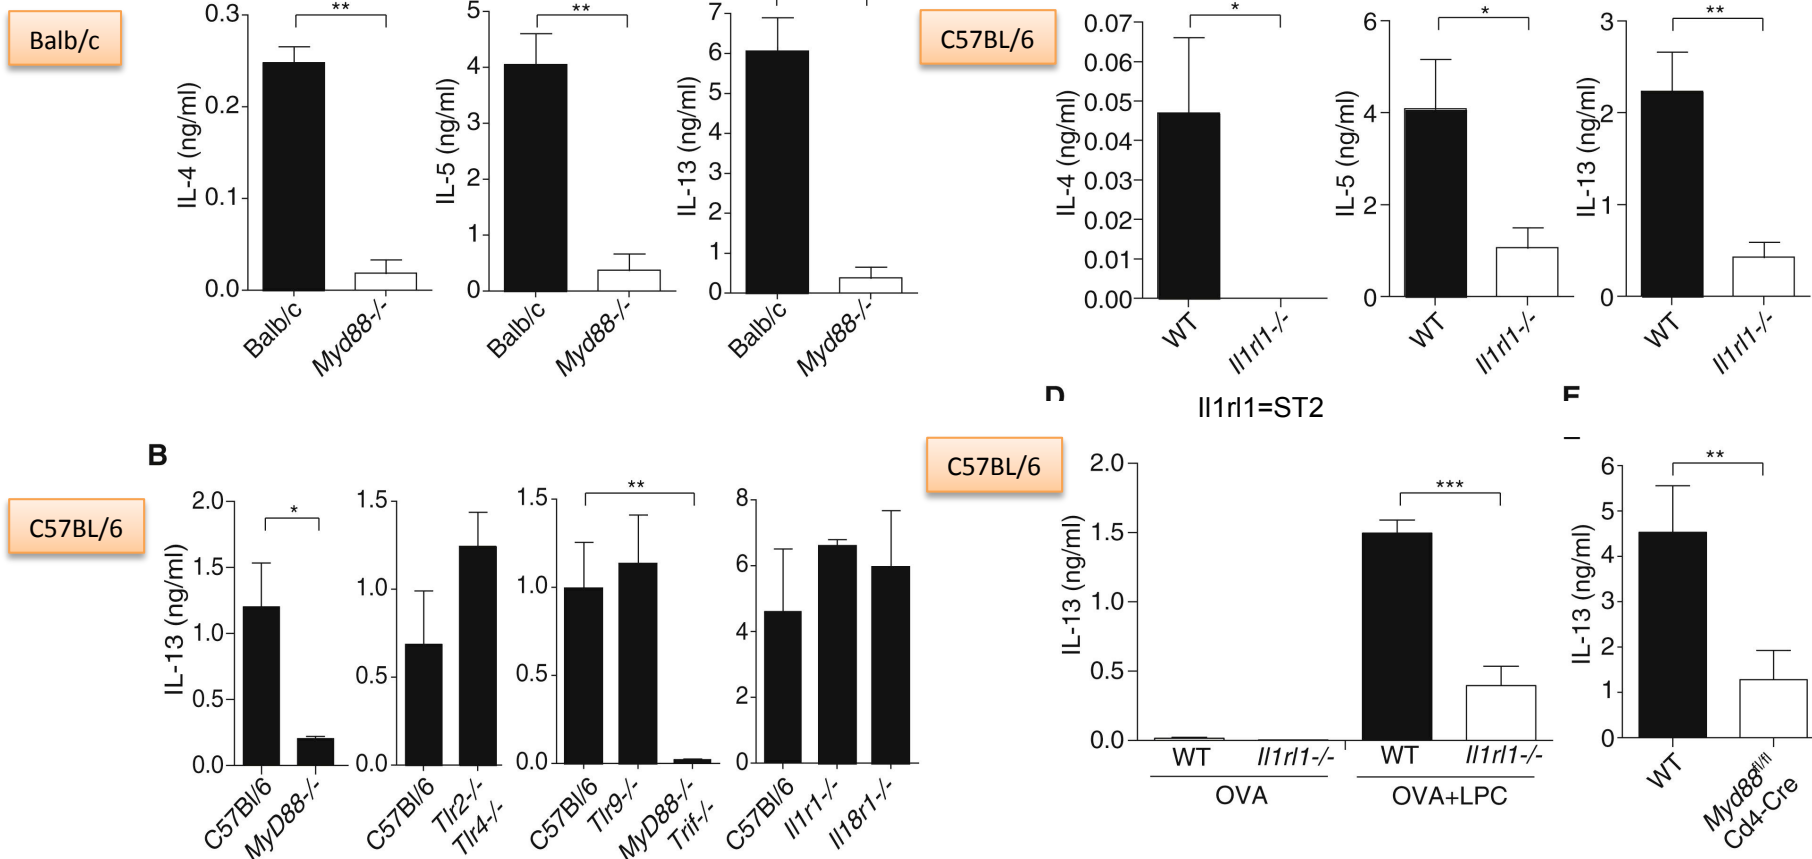 Balb/c
IL-4 (ng/ml)
0.3
0.2
0.1
0.0
**
Balb/c
Myd88-/-
IL-5 (ng/ml)
5
4
3
2
1
0
**
Balb/c
Myd88-/-
IL-13 (ng/ml)
7
6
5
4
3
2
1
0
Balb/c
Myd88-/-
C57BL/6
IL-4 (ng/ml)
0.07
0.06
0.05
0.04
0.03
0.02
0.01
0.00
*
WT
Il1rl1-/-
IL-5 (ng/ml)
6
4
2
0
*
WT
Il1rl1-/-
IL-13 (ng/ml)
3
2
1
0
**
WT
Il1rl1-/-
B
C57BL/6
IL-13 (ng/ml)
2.0
1.5
1.0
0.5
0.0
*
C57Bl/6
MyD88-/-
1.5
1.0
0.5
0.0
C57Bl/6
Tlr2-/-
Tlr4-/-
1.5
1.0
0.5
0.0
**
C57Bl/6
Tlr9-/-
MyD88-/-
Trif-/-
8
6
4
2
0
C57Bl/6
Il1r1-/-
Il18r1-/-
D
Il1rl1=ST2
C57BL/6
IL-13 (ng/ml)
2.0
1.5
1.0
0.5
0.0
***
WT
Il1rl1-/-
WT
Il1rl1-/-
OVA
OVA+LPC
IL-13 (ng/ml)
6
5
4
3
2
1
0
**
WT
Myd88fl/fl
Cd4-Cre